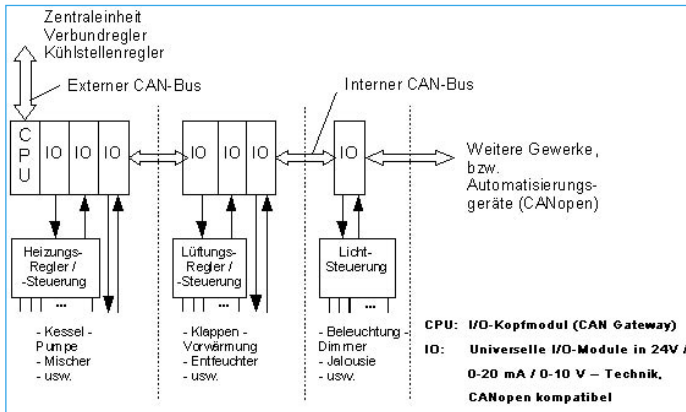 Zentraleinheit
Verbundregler
Kühlstellenregler
Externer CAN-Bus
Interner CAN-Bus
CPU
IO IO IO
IO IO IO
IO
Weitere Gewerke,
bzw.
Automatisierungs-
geräte (CANopen)
Heizungs-
Regler /
-Steuerung
...
Lüftungs-
Regler /
-Steuerung
...
Licht-
Steuerung
...
- Kessel -
Pumpe
- Mischer
- usw.
- Klappen -
Vorwärmung
- Entfeuchter
- usw.
- Beleuchtung -
Dimmer
- Jalousie
- usw.
CPU: I/O-Kopfmodul (CAN Gateway)
IO: Universelle I/O-Module in 24V /
0-20 mA / 0-10 V – Technik,
CANopen kompatibel